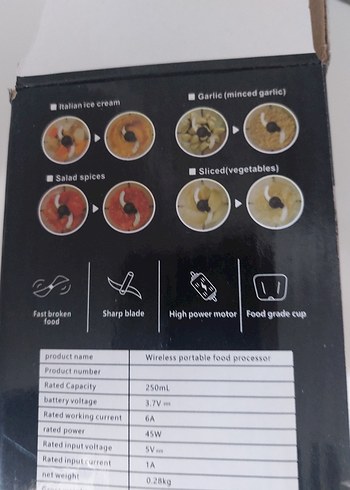 Italian ice cream
Garlic (minced garlic)
Salad spices
Sliced(vegetables)
Fast broken
food
Sharp blade
High power motor
Food grade cup
product name Wireless portable food processor
Product number
Rated Capacity 250mL
battery voltage 3.7V⎓
Rated working current 6A
rated power 45W
Rated input voltage 5V⎓
Rated input current 1A
net weight 0.28kg